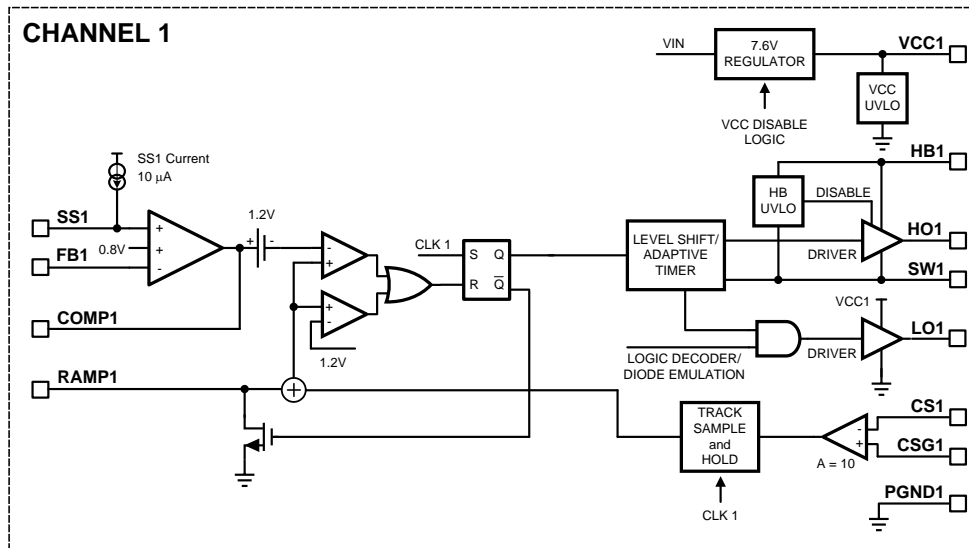 CHANNEL 1
VIN
7.6V
REGULATOR
VCC1
VCC
UVLO
VCC DISABLE
LOGIC
SS1 Current
10 μA
HB1
HB
UVLO
DISABLE
SS1
+
0.8V
+
FB1
-
1.2V
+ -
-
+
+
-
1.2V
CLK 1
S Q
R Q̅
LEVEL SHIFT/
ADAPTIVE
TIMER
DRIVER
HO1
SW1
COMP1
VCC1
LO1
DRIVER
LOGIC DECODER/
DIODE EMULATION
RAMP1
+
TRACK
SAMPLE
and
HOLD
CLK 1
-
+
A = 10
CS1
CSG1
PGND1